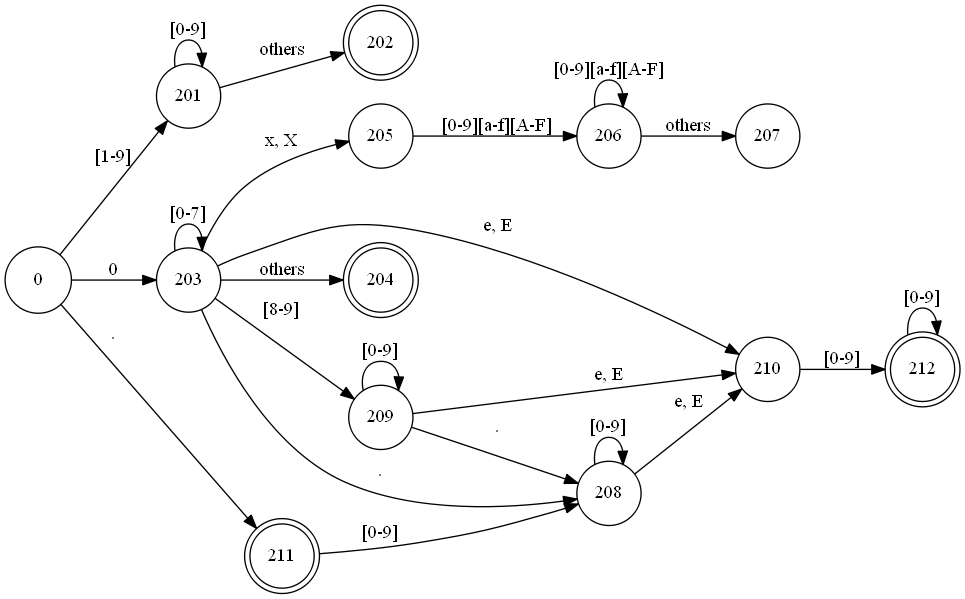 [0-9]
others
202
201
[0-9][a-f][A-F]
x, X
205
[0-9][a-f][A-F]
206
others
207
[1-9]
[0-7]
e, E
0
0
203
others
204
.
[8-9]
[0-9]
[0-9]
210
[0-9]
212
209
e, E
e, E
.
[0-9]
.
208
211
[0-9]